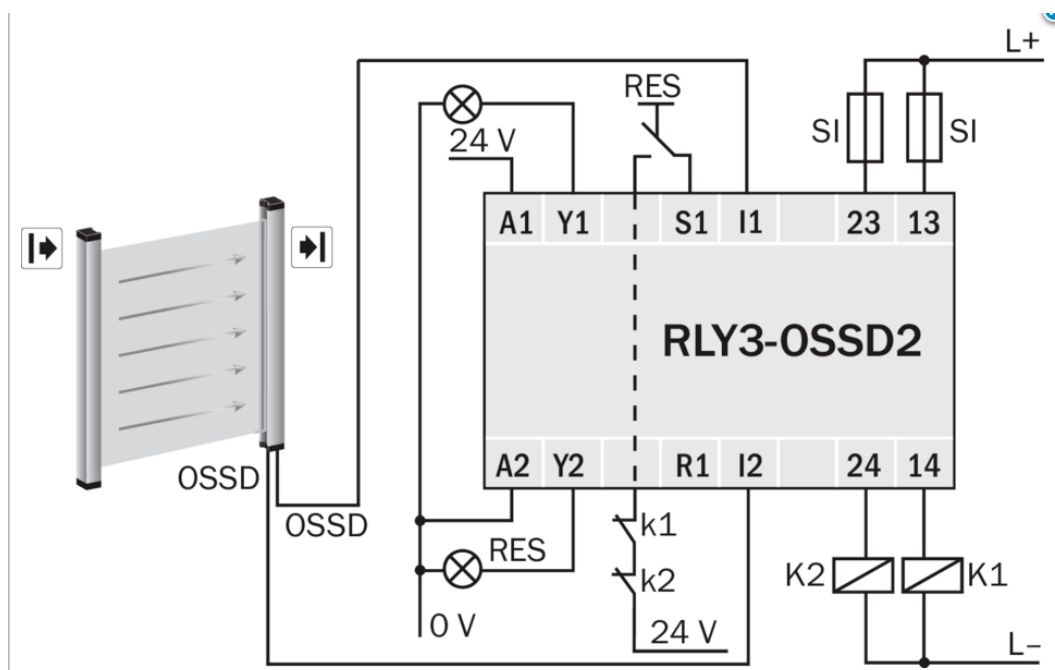 L+
RES
SI
SI
24 V
A1 Y1 S1 I1 23 13
RLY3-OSSD2
A2 Y2 R1 I2 24 14
OSSD
OSSD
RES
k1
k2
K2
K1
0 V
24 V
L–